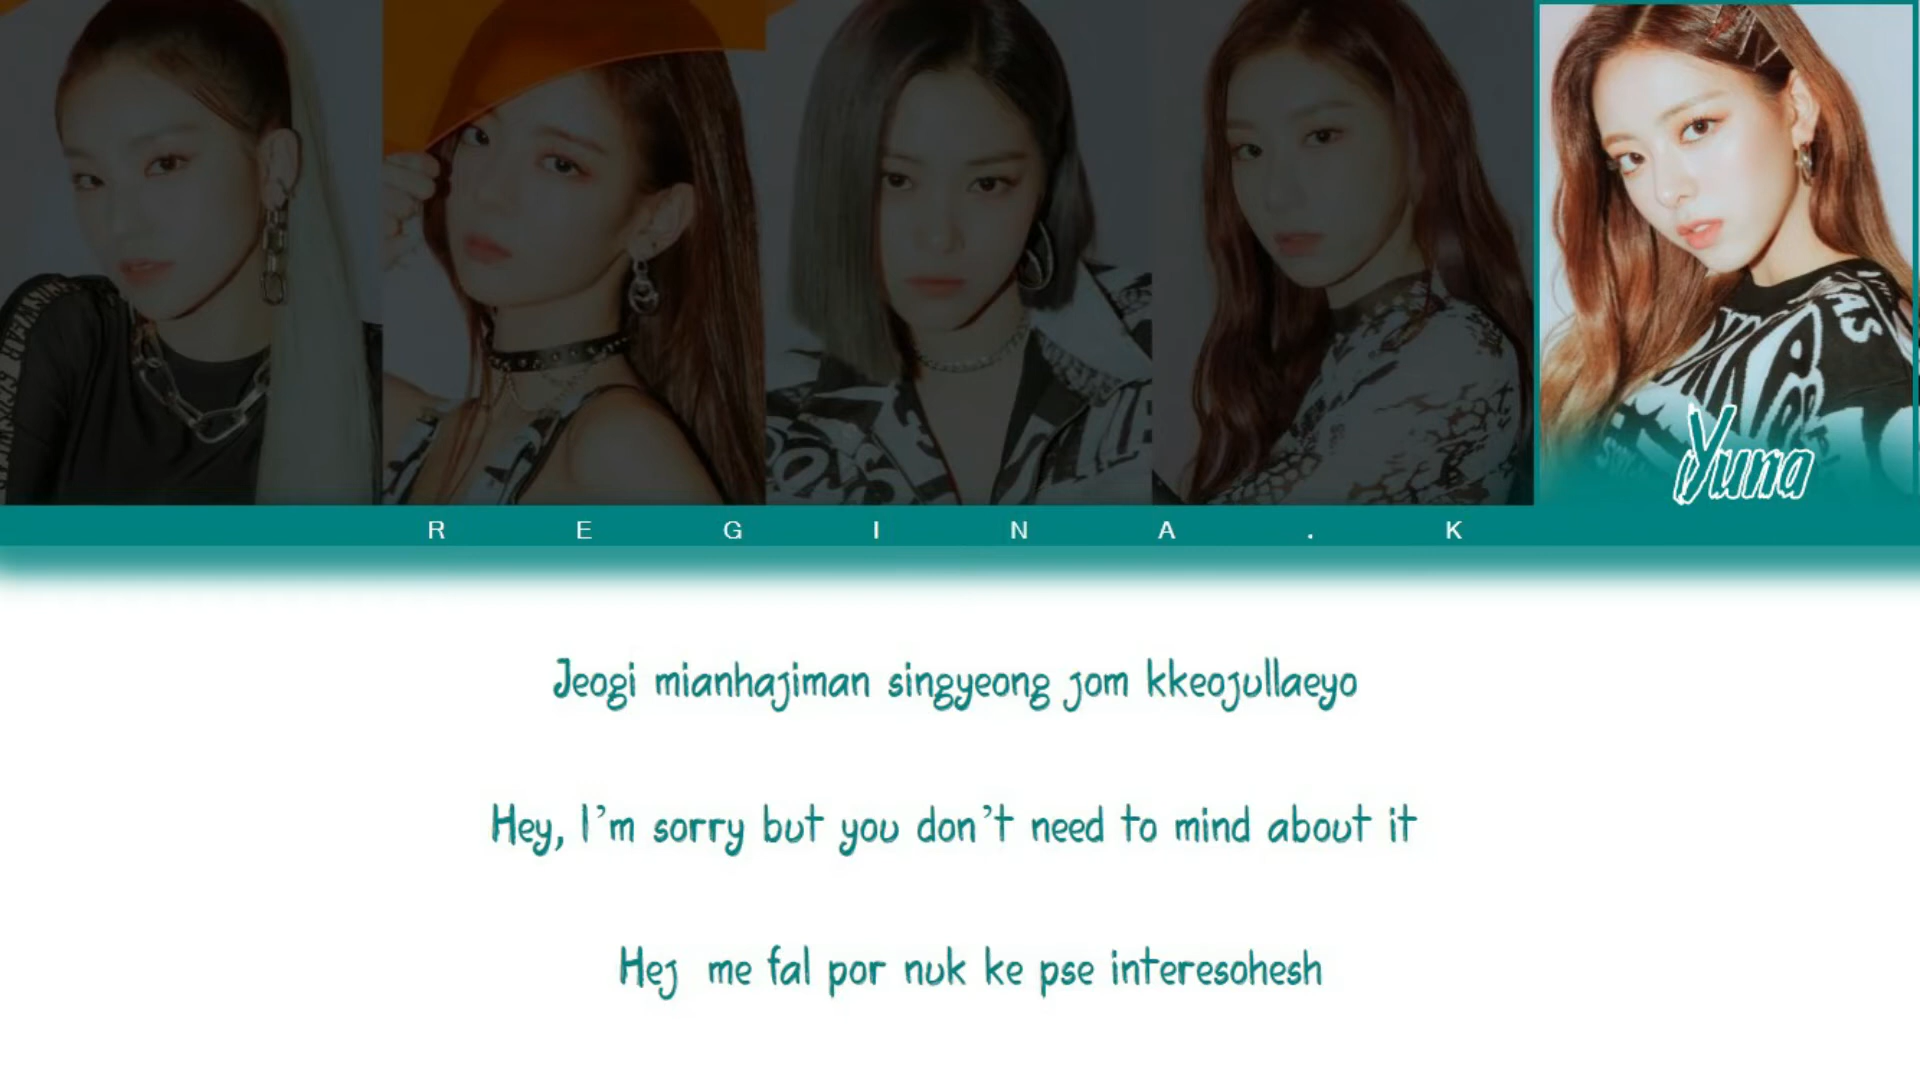 Yuna
R E G I N A . K
Jeogi mianhajiman singyeong jom kkeojullaeyo
Hey, I'm sorry but you don't need to mind about it
Hej me fal por nuk ke pse interesohesh